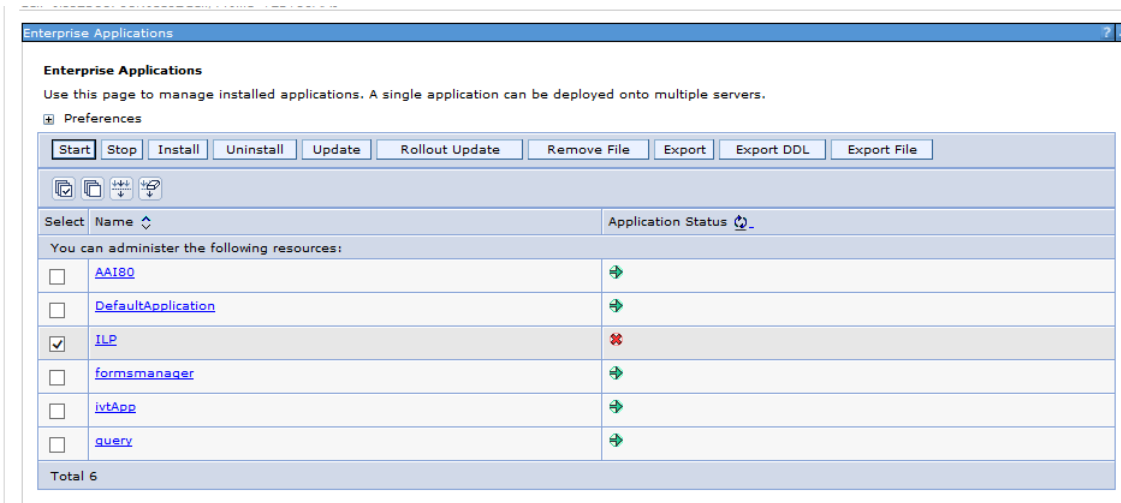 Enterprise Applications ?
Enterprise Applications
Use this page to manage installed applications. A single application can be deployed onto multiple servers.
Preferences
Start Stop Install Uninstall Update Rollout Update Remove File Export Export DDL Export File
Select Name Application Status
You can administer the following resources:
AAI80
DefaultApplication
ILP
formsmanager
ivtApp
query
Total 6